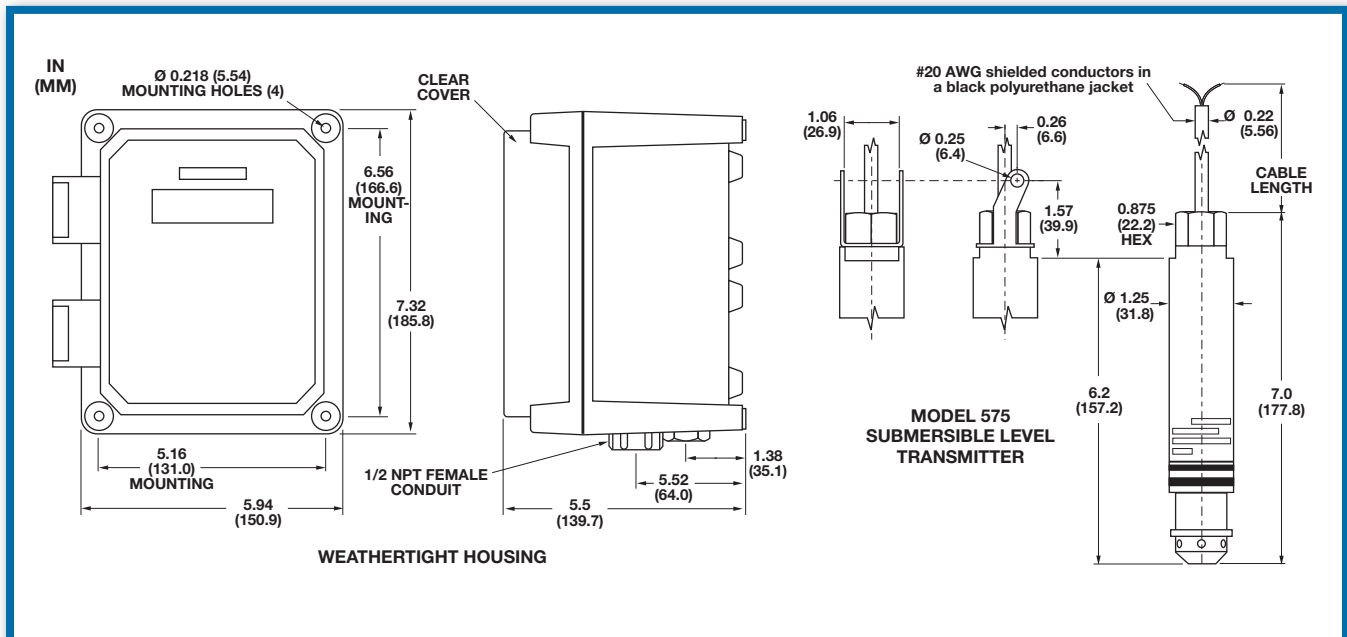 IN
(MM)
Ø 0.218 (5.54)
MOUNTING HOLES (4)
6.56
(166.6)
MOUNT-
ING
7.32
(185.8)
5.16
(131.0)
MOUNTING
5.94
(150.9)
CLEAR
COVER
1/2 NPT FEMALE
CONDUIT
1.38
(35.1)
5.52
(64.0)
5.5
(139.7)
WEATHERTIGHT HOUSING
#20 AWG shielded conductors in
a black polyurethane jacket
1.06
(26.9)
Ø 0.25
(6.4)
0.26
(6.6)
Ø 0.22
(5.56)
CABLE
LENGTH
1.57
(39.9)
0.875
(22.2)
HEX
Ø 1.25
(31.8)
6.2
(157.2)
7.0
(177.8)
MODEL 575
SUBMERSIBLE LEVEL
TRANSMITTER